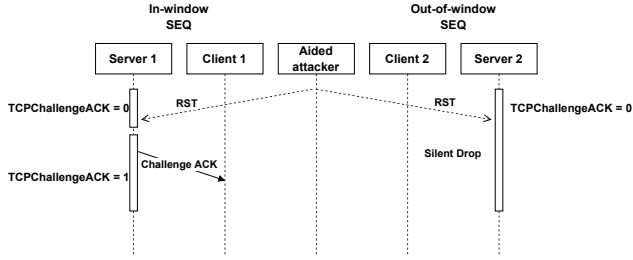 In-window
SEQ
Out-of-window
SEQ
Server 1
Client 1
Aided
attacker
Client 2
Server 2
TCPChallengeACK = 0
RST
RST
TCPChallengeACK = 0
Challenge ACK
Silent Drop
TCPChallengeACK = 1